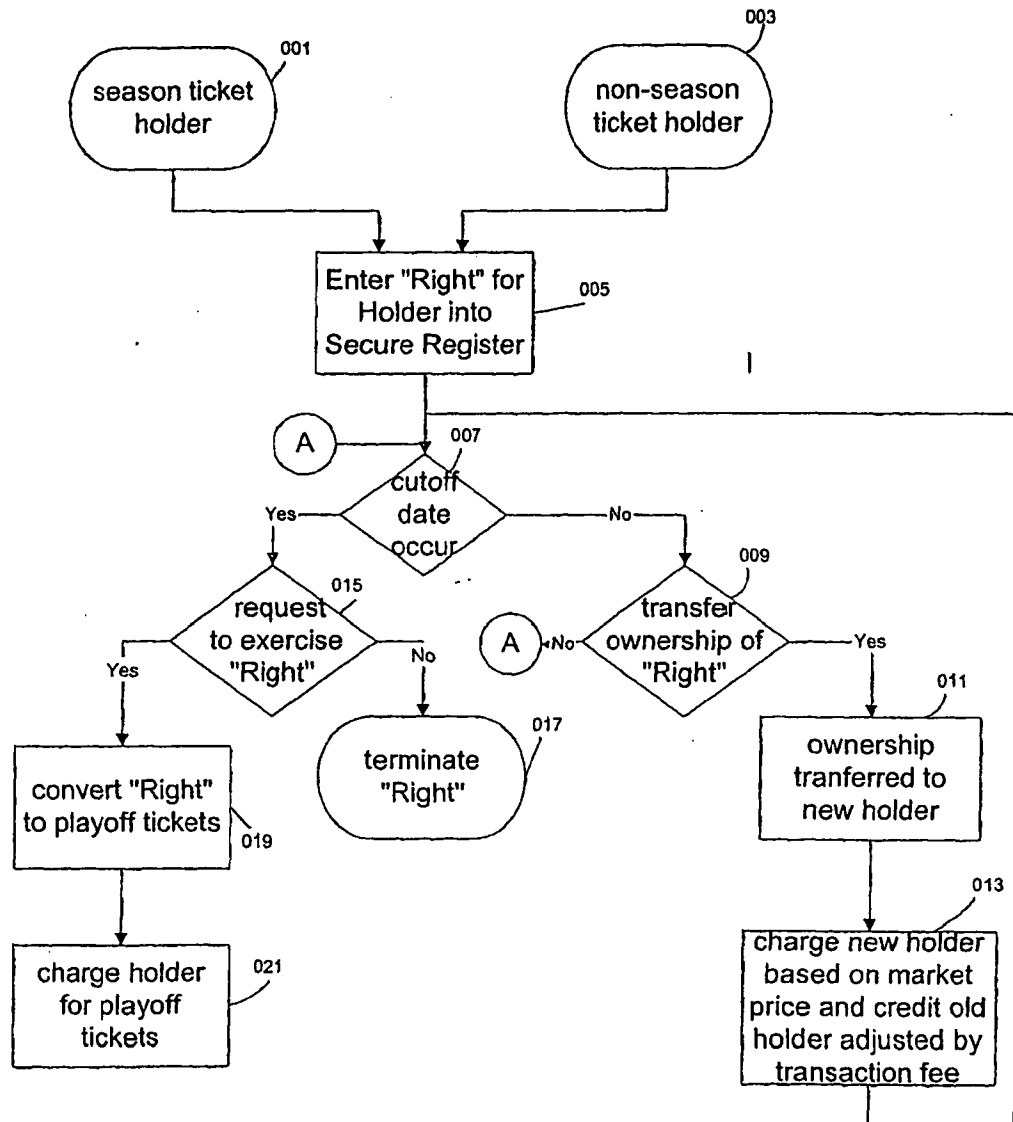 001
season ticket
holder
003
non-season
ticket holder
Enter "Right" for
Holder into
Secure Register
005
A
007
cutoff
date
occur
Yes
No
015
request
to exercise
"Right"
Yes
No
009
transfer
ownership of
"Right"
A
No
Yes
011
ownership
tranferred to
new holder
017
terminate
"Right"
convert "Right"
to playoff tickets
019
013
charge new holder
based on market
price and credit old
holder adjusted by
transaction fee
charge holder
for playoff
tickets
021